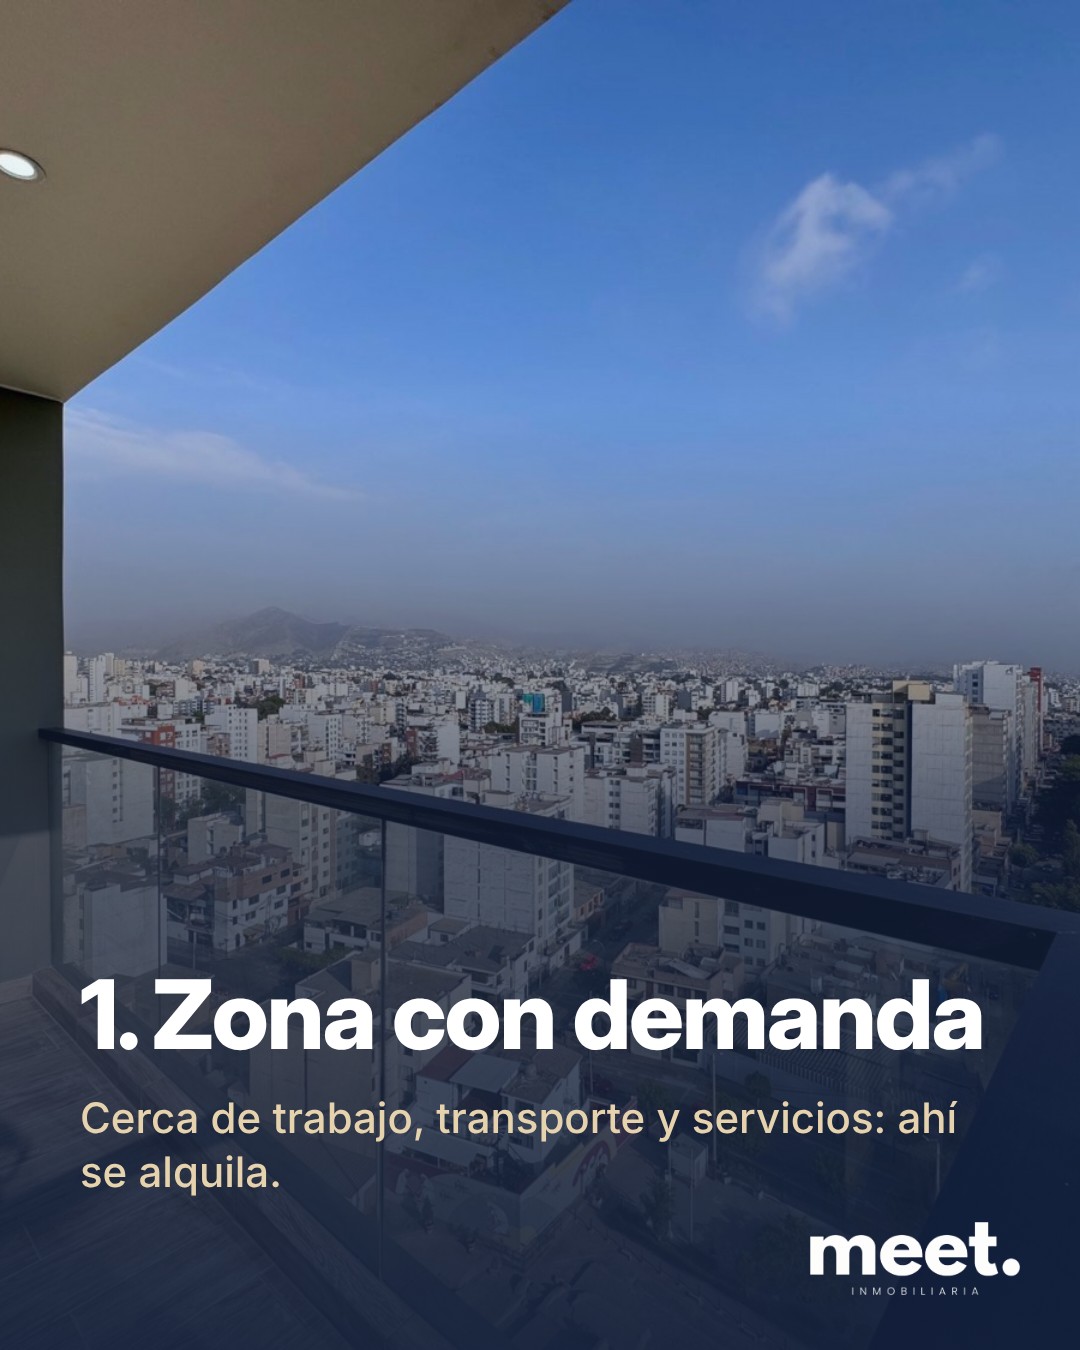 1. Zona con demanda
Cerca de trabajo, transporte y servicios: ahí
se alquila.
meet.
INMOBILIARIA